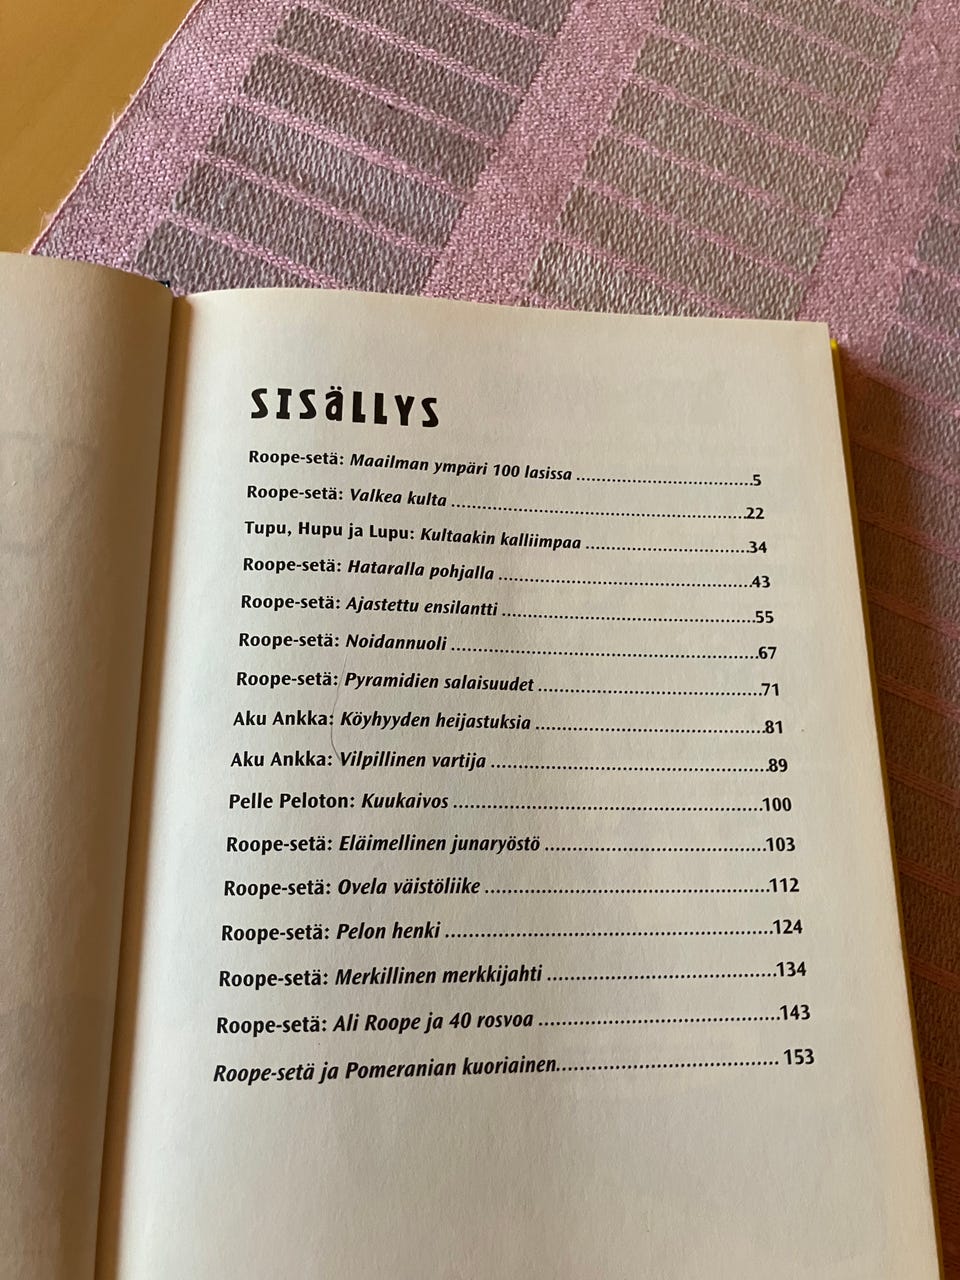 SISäLLYS
Roope-setä: Maailman ympäri 100 lasissa ..............................5
Roope-setä: Valkea kulta ..................................................22
Tupu, Hupu ja Lupu: Kultaakin kalliimpaa ............................34
Roope-setä: Hataralla pohjalla ...........................................43
Roope-setä: Ajastettu ensilantti ...........................................55
Roope-setä: Noidannuoli ....................................................67
Roope-setä: Pyramidien salaisuudet ......................................71
Aku Ankka: Köyhyyden heijastuksia .......................................81
Aku Ankka: Vilpillinen vartija ...............................................89
Pelle Peloton: Kuukaivos .....................................................100
Roope-setä: Eläimellinen junaryöstö ......................................103
Roope-setä: Ovela väistöliike ................................................112
Roope-setä: Pelon henki .......................................................124
Roope-setä: Merkillinen merkkijahti .......................................134
Roope-setä: Ali Roope ja 40 rosvoa .........................................143
Roope-setä ja Pomeranian kuoriainen...................................... 153